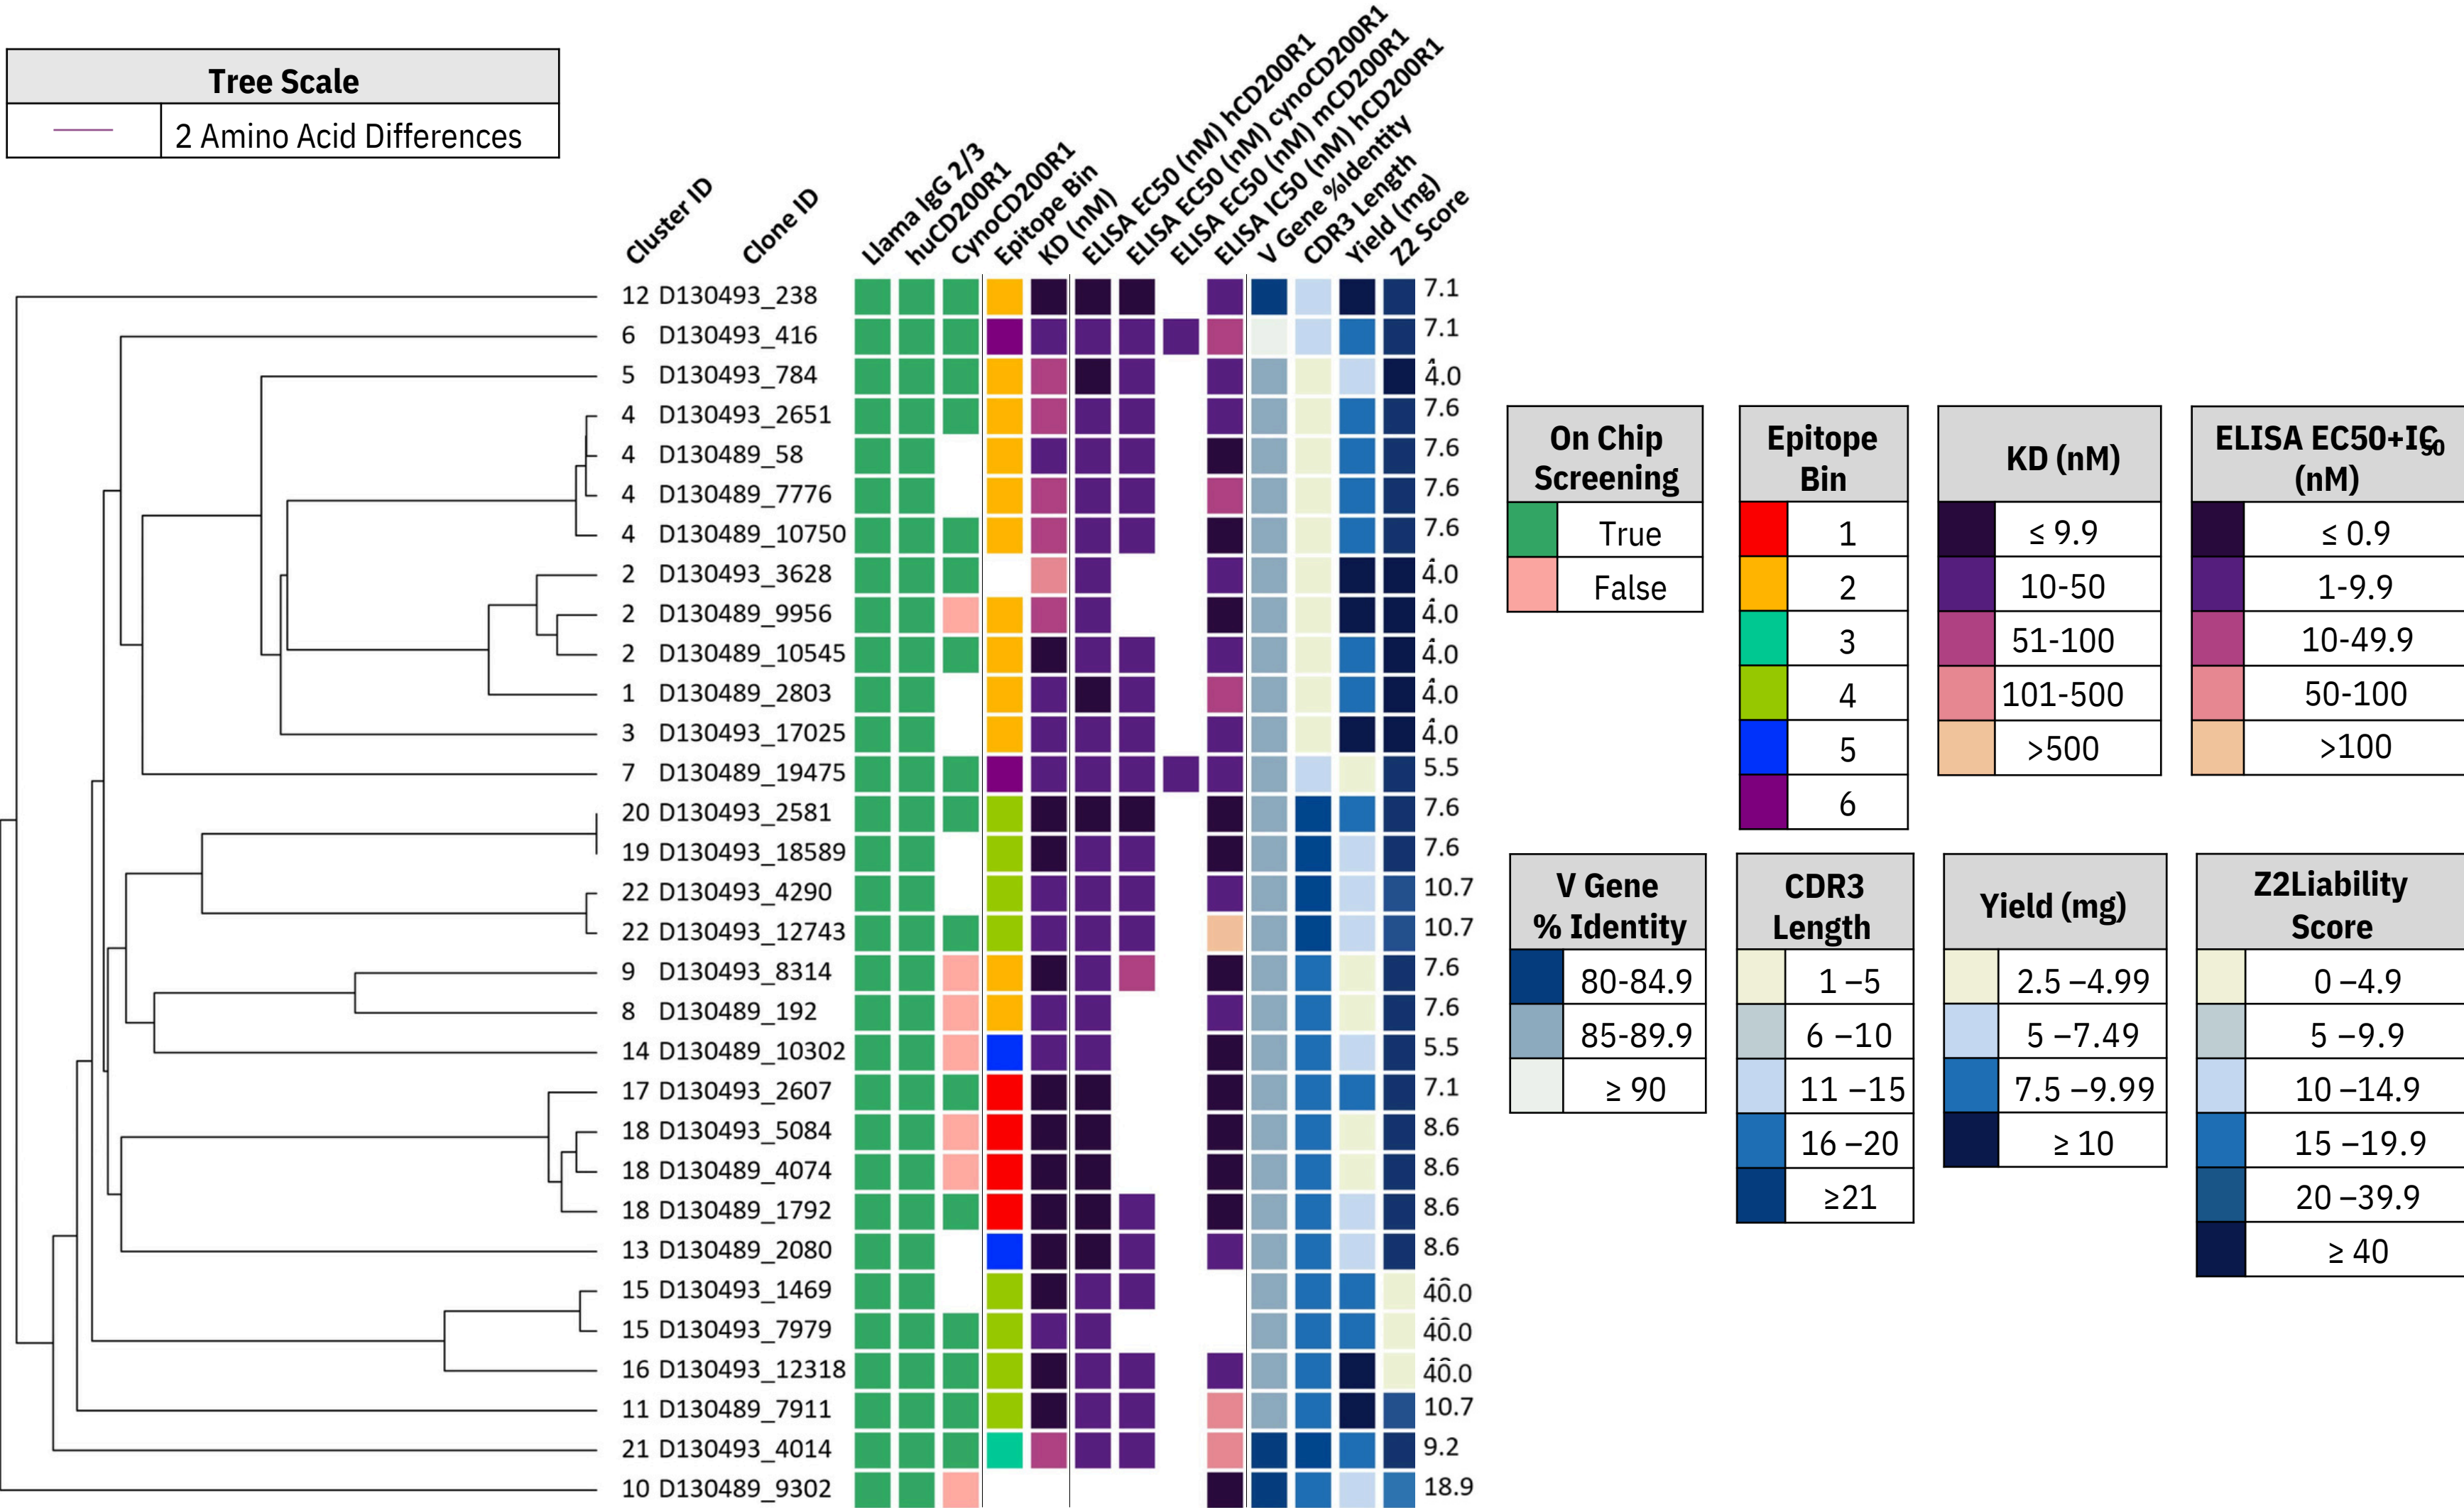 Tree Scale
2 Amino Acid Differences
Cluster ID
Clone ID
Llama IgG 2/3
huCD200R1
CynoCD200R1
Epitope Bin
KD (nM)
ELISA EC50 (nM) hCD200R1
ELISA EC50 (nM) cynoCD200R1
ELISA EC50 (nM) mCD200R1
ELISA IC50 (nM) hCD200R1
V Gene %Identity
CDR3 Length
Yield (mg)
Z2 Score
12 D130493_238 7.1
6 D130493_416 7.1
5 D130493_784 4.0
4 D130493_2651 7.6
4 D130489_58 7.6
4 D130489_7776 7.6
4 D130489_10750 7.6
2 D130493_3628 4.0
2 D130489_9956 4.0
2 D130489_10545 4.0
1 D130489_2803 4.0
3 D130493_17025 4.0
7 D130489_19475 5.5
20 D130493_2581 7.6
19 D130493_18589 7.6
22 D130493_4290 10.7
22 D130493_12743 10.7
9 D130493_8314 7.6
8 D130489_192 7.6
14 D130489_10302 5.5
17 D130493_2607 7.1
18 D130493_5084 8.6
18 D130489_4074 8.6
18 D130489_1792 8.6
13 D130489_2080 8.6
15 D130493_1469 40.0
15 D130493_7979 40.0
16 D130493_12318 40.0
11 D130489_7911 10.7
21 D130493_4014 9.2
10 D130489_9302 18.9
On Chip
Screening
True
False
Epitope
Bin
1
2
3
4
5
6
KD (nM)
≤ 9.9
10-50
51-100
101-500
>500
ELISA EC50+IC50
(nM)
≤ 0.9
1-9.9
10-49.9
50-100
>100
V Gene
% Identity
80-84.9
85-89.9
≥ 90
CDR3
Length
1 –5
6 –10
11 –15
16 –20
≥21
Yield (mg)
2.5 –4.99
5 –7.49
7.5 –9.99
≥ 10
Z2Liability
Score
0 –4.9
5 –9.9
10 –14.9
15 –19.9
20 –39.9
≥ 40